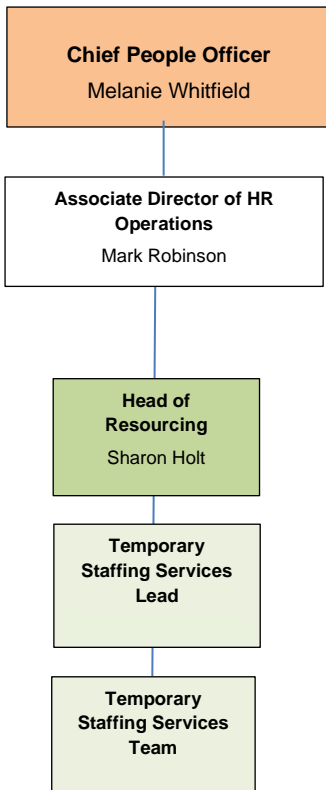 Chief People Officer
Melanie Whitfield
Associate Director of HR
Operations
Mark Robinson
Head of
Resourcing
Sharon Holt
Temporary
Staffing Services
Lead
Temporary
Staffing Services
Team